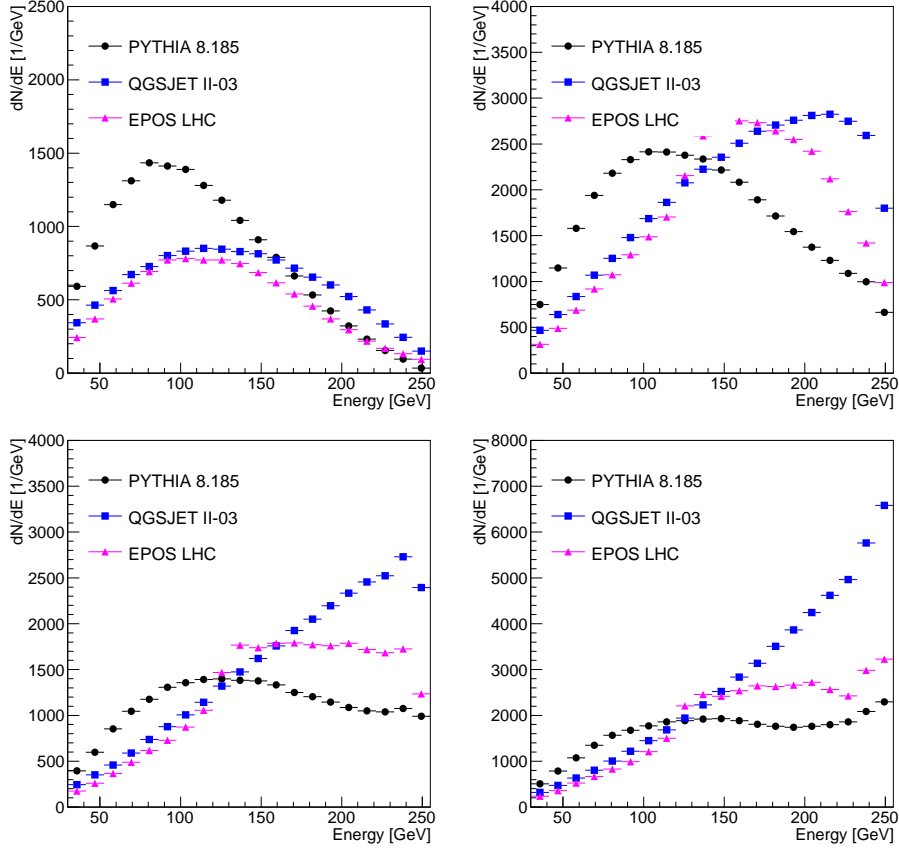 dN/dE [1/GeV]
2500
2000
1500
1000
500
0
PYTHIA 8.185
QGSJET II-03
EPOS LHC
50 100 150 200 250
Energy [GeV]
dN/dE [1/GeV]
4000
3500
3000
2500
2000
1500
1000
500
0
PYTHIA 8.185
QGSJET II-03
EPOS LHC
50 100 150 200 250
Energy [GeV]
dN/dE [1/GeV]
4000
3500
3000
2500
2000
1500
1000
500
0
PYTHIA 8.185
QGSJET II-03
EPOS LHC
50 100 150 200 250
Energy [GeV]
dN/dE [1/GeV]
8000
7000
6000
5000
4000
3000
2000
1000
0
PYTHIA 8.185
QGSJET II-03
EPOS LHC
50 100 150 200 250
Energy [GeV]